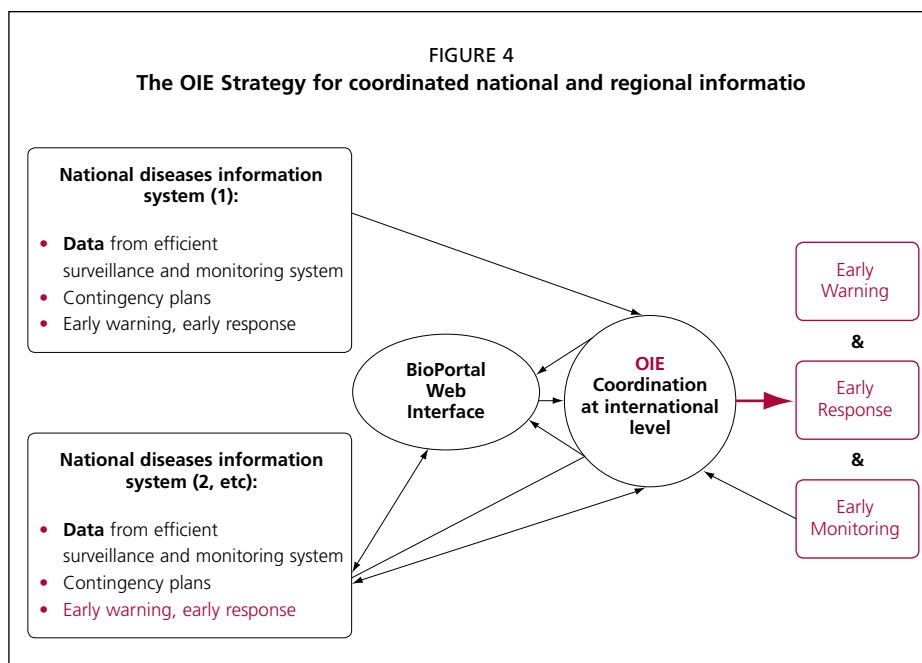 FIGURE 4
The OIE Strategy for coordinated national and regional informatio
National diseases information
system (1):
• Data from efficient
surveillance and monitoring system
• Contingency plans
• Early warning, early response
BioPortal
Web
Interface
OIE
Coordination
at international
level
Early
Warning
&
Early
Response
&
Early
Monitoring
National diseases information
system (2, etc):
• Data from efficient
surveillance and monitoring system
• Contingency plans
• Early warning, early response